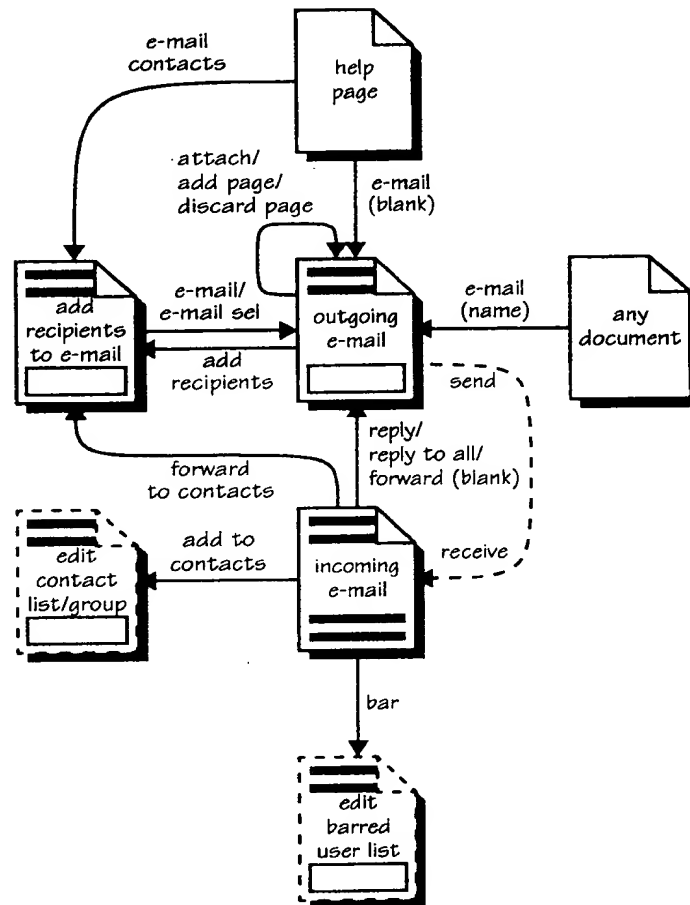 e-mail
contacts
help
page
attach/
add page/
discard page
e-mail
(blank)
add
recipients
to e-mail
e-mail/
e-mail sel
add
recipients
outgoing
e-mail
e-mail
(name)
any
document
send
forward
to contacts
reply/
reply to all/
forward (blank)
edit
contact
list/group
add to
contacts
incoming
e-mail
receive
bar
edit
barred
user list